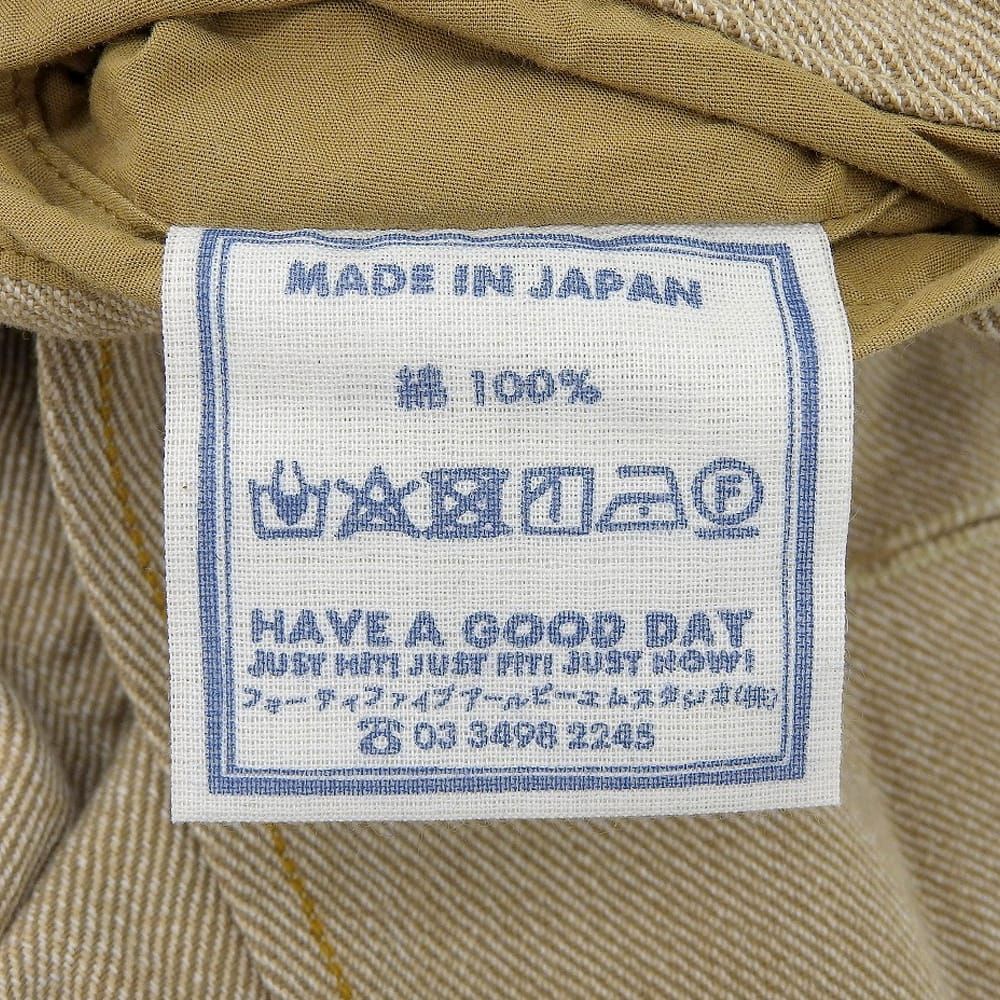 MADE IN JAPAN
綿 100%
F
HAVE A GOOD DAY
JUST HIT! JUST FIT! JUST NOW!
フォーティファイブアールピーエムスタジオ(株)
☎ 03 3498 2245